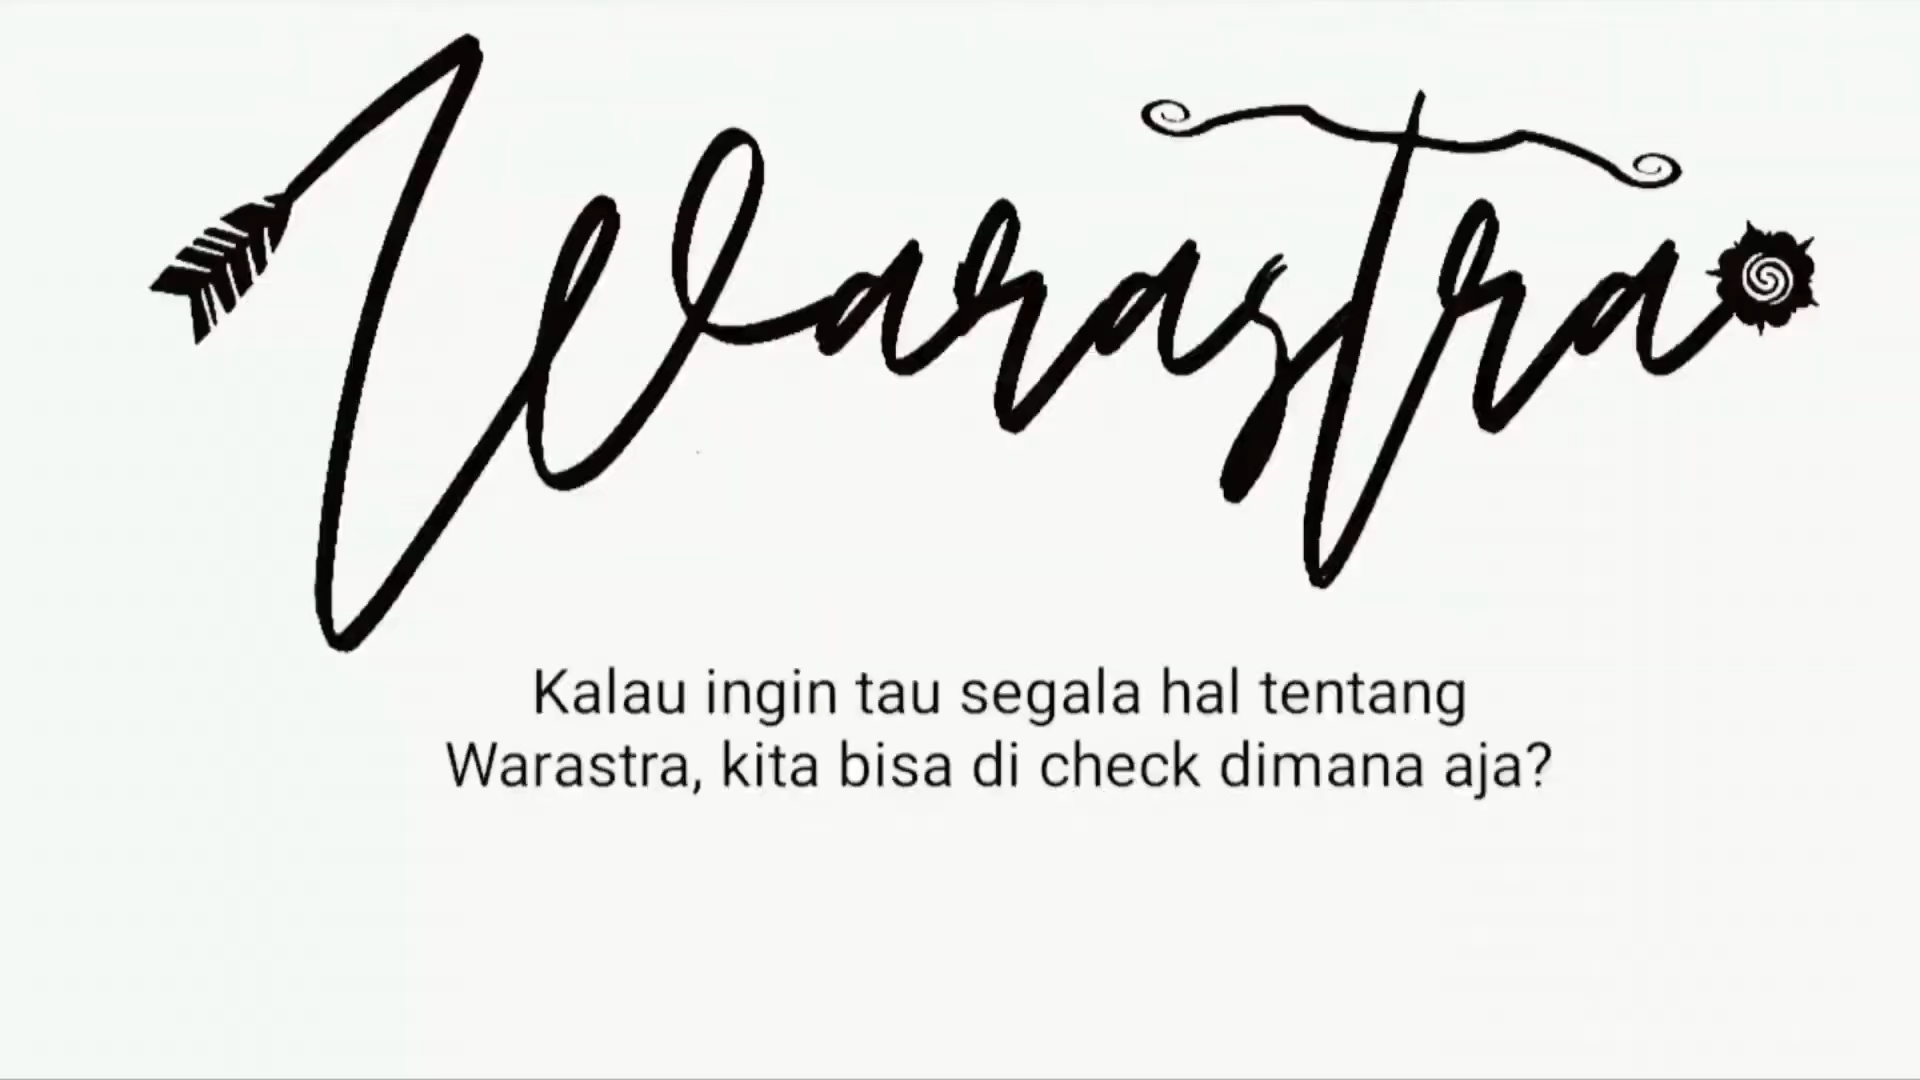 Warastra
Kalau ingin tau segala hal tentang
Warastra, kita bisa di check dimana aja?